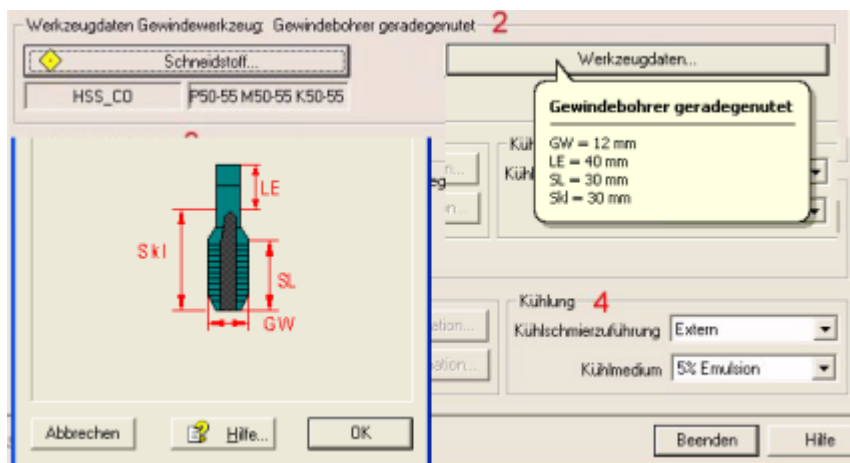 Werkzeugdaten Gewindewerkzeug: Gewindebohrer geradegenutet 2
Schneidstoff...
Werkzeugdaten...
HSS_CO
P50-55 M50-55 K50-55
Gewindebohrer geradegenutet
GW = 12 mm
LE = 40 mm
SL = 30 mm
Skl = 30 mm
LE
Skl
SL
GW
Kühlung 4
Kühlschmierzuführung Extern
Kühlmedium 5% Emulsion
Abbrechen
Hilfe...
OK
Beenden
Hilfe